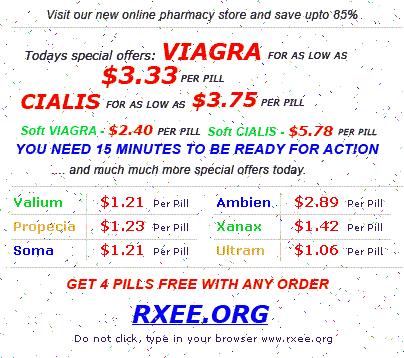 Visit our new online pharmacy store and save upto 85%
Todays special offers: VIAGRA FOR AS LOW AS
$3.33 PER PILL
CIALIS FOR AS LOW AS $3.75 PER PILL
Soft VIAGRA - $2.40 PER PILL Soft CIALIS - $5.78 PER PILL
YOU NEED 15 MINUTES TO BE READY FOR ACTION
... and much much more special offers today.
Valium $1.21 Per Pill Ambien $2.89 Per Pill
Propecia $1.23 Per Pill Xanax $1.42 Per Pill
Soma $1.21 Per Pill Ultram $1.06 Per Pill
GET 4 PILLS FREE WITH ANY ORDER
RXEE.ORG
Do not click, type in your browser www.rxee.org